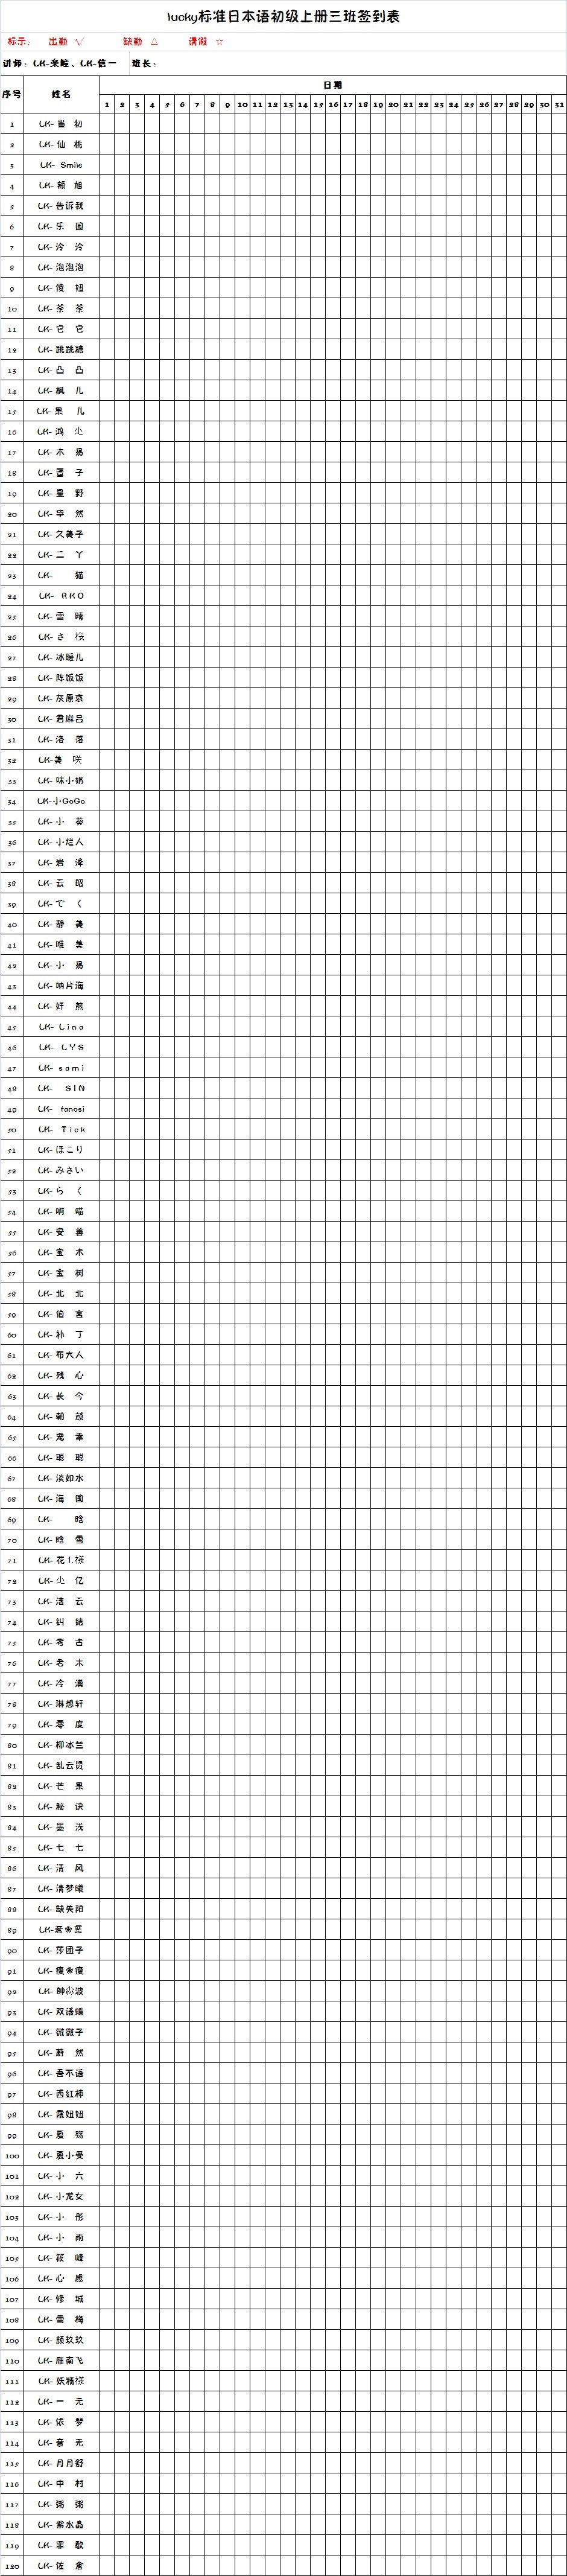 lucky标准日本语初级上册三班签到表
标示: 出勤 √ 缺勤 △ 请假 ☆
讲师：LK-来暖、LK-信一 班长：
序号 姓名 日期
1 2 3 4 5 6 7 8 9 10 11 12 13 14 15 16 17 18 19 20 21 22 23 24 25 26 27 28 29 30 31
1 LK- 当 初
2 LK- 仙 桃
3 LK- Smile
4 LK- 颖 旭
5 LK- 告诉我
6 LK- 乐 园
7 LK- 泠 泠
8 LK- 泡泡泡
9 LK- 傻 妞
10 LK- 茶 茶
11 LK- 它 它
12 LK- 跳跳糖
13 LK- 凸 凸
14 LK- 枫 儿
15 LK- 果 儿
16 LK- 鸿 尘
17 LK- 木 易
18 LK- 堇 子
19 LK- 星 野
20 LK- 早 然
21 LK- 久美子
22 LK- 二 丫
23 LK- 猫
24 LK- RKO
25 LK- 雪 晴
26 LK- さ 桜
27 LK- 冰暖儿
28 LK- 陈饭饭
29 LK- 灰原哀
30 LK- 君麻吕
31 LK- 洛 落
32 LK-美 咲
33 LK- 咪小娟
34 LK-小GoGo
35 LK- 小 葵
36 LK- 小烂人
37 LK- 岩 泽
38 LK- 云 昭
39 LK- で く
40 LK- 静 美
41 LK- 唯 美
42 LK- 小 易
43 LK- 呐片海
44 LK- 妤 煎
45 LK- Lina
46 LK- LYS
47 LK- sami
48 LK- SIN
49 LK- tanosi
50 LK- Tick
51 LK- ほこり
52 LK- みさい
53 LK- ら く
54 LK- 喵
55 LK- 安 善
56 LK- 宝 木
57 LK- 宝 树
58 LK- 北 北
59 LK- 伯 言
60 LK- 补 丁
61 LK- 布大人
62 LK- 残 心
63 LK- 长 今
64 LK- 朝 颜
65 LK- 宠 幸
66 LK- 聪 聪
67 LK- 淡如水
68 LK- 海 国
69 LK- 晗
70 LK- 晗 雪
71 LK- 花1.様
72 LK- 尘 亿
73 LK- 洁 云
74 LK- 纠 结
75 LK- 考 古
76 LK- 老 末
77 LK- 冷 漠
78 LK- 琳想轩
79 LK- 零 度
80 LK- 柳冰兰
81 LK- 乱云烫
82 LK- 芒 果
83 LK- 秘 诀
84 LK- 墨 浅
85 LK- 七 七
86 LK- 清 风
87 LK- 清梦曦
88 LK- 缺失阳
89 LK-若❀熏
90 LK- 莎团子
91 LK- 瘦❀瘦
92 LK- 帅淼波
93 LK- 双语蝠
94 LK- 微微子
95 LK- 蔚 然
96 LK- 吾不语
97 LK- 西红柿
98 LK- 霞妞妞
99 LK- 夏 殇
100 LK- 夏小受
101 LK- 小 六
102 LK- 小龙女
103 LK- 小 彤
104 LK- 小 雨
105 LK- 筱 峰
106 LK- 心 愿
107 LK- 修 城
108 LK- 雪 梅
109 LK- 颜玖玖
110 LK- 雁南飞
111 LK- 妖精様
112 LK- 一 无
113 LK- 依 梦
114 LK- 音 无
115 LK- 月月舒
116 LK- 中 村
117 LK- 粥 粥
118 LK- 紫水晶
119 LK- 霖 歌
120 LK- 佐 倉